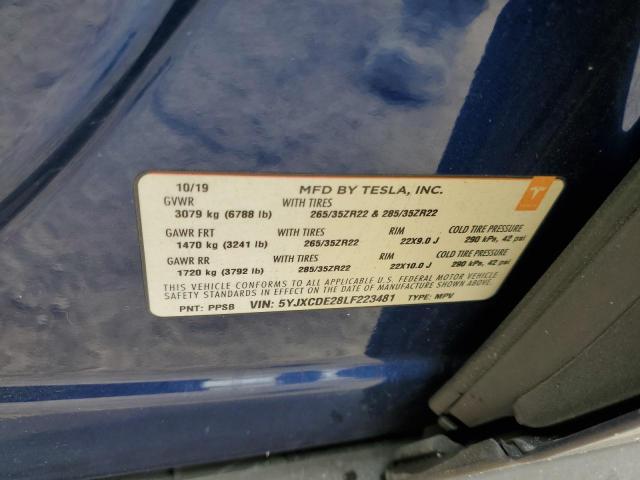 10/19 MFD BY TESLA, INC.
GVWR WITH TIRES
3079 kg (6788 lb) 265/35ZR22 & 285/35ZR22
GAWR FRT WITH TIRES RIM COLD TIRE PRESSURE
1470 kg (3241 lb) 265/35ZR22 22X9.0 J 290 kPa, 42 psi
GAWR RR WITH TIRES RIM COLD TIRE PRESSURE
1720 kg (3792 lb) 285/35ZR22 22X10.0 J 290 kPa, 42 psi
THIS VEHICLE CONFORMS TO ALL APPLICABLE U.S. FEDERAL MOTOR VEHICLE
SAFETY STANDARDS IN EFFECT ON THE DATE OF MANUFACTURE SHOWN ABOVE.
PNT: PPSB VIN: 5YJXCDE28LF223481 TYPE: MPV